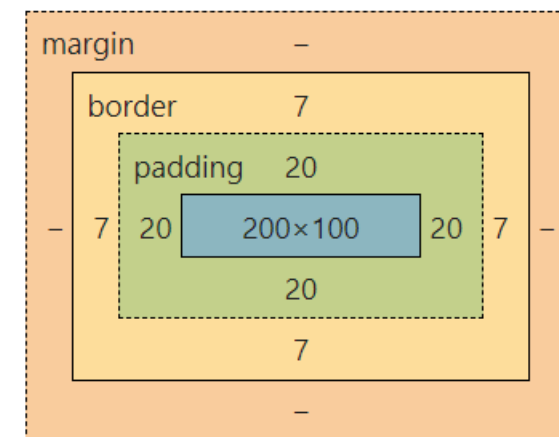 margin –
border 7
padding 20
– 7 20 200×100 20 7 –
20
7
–